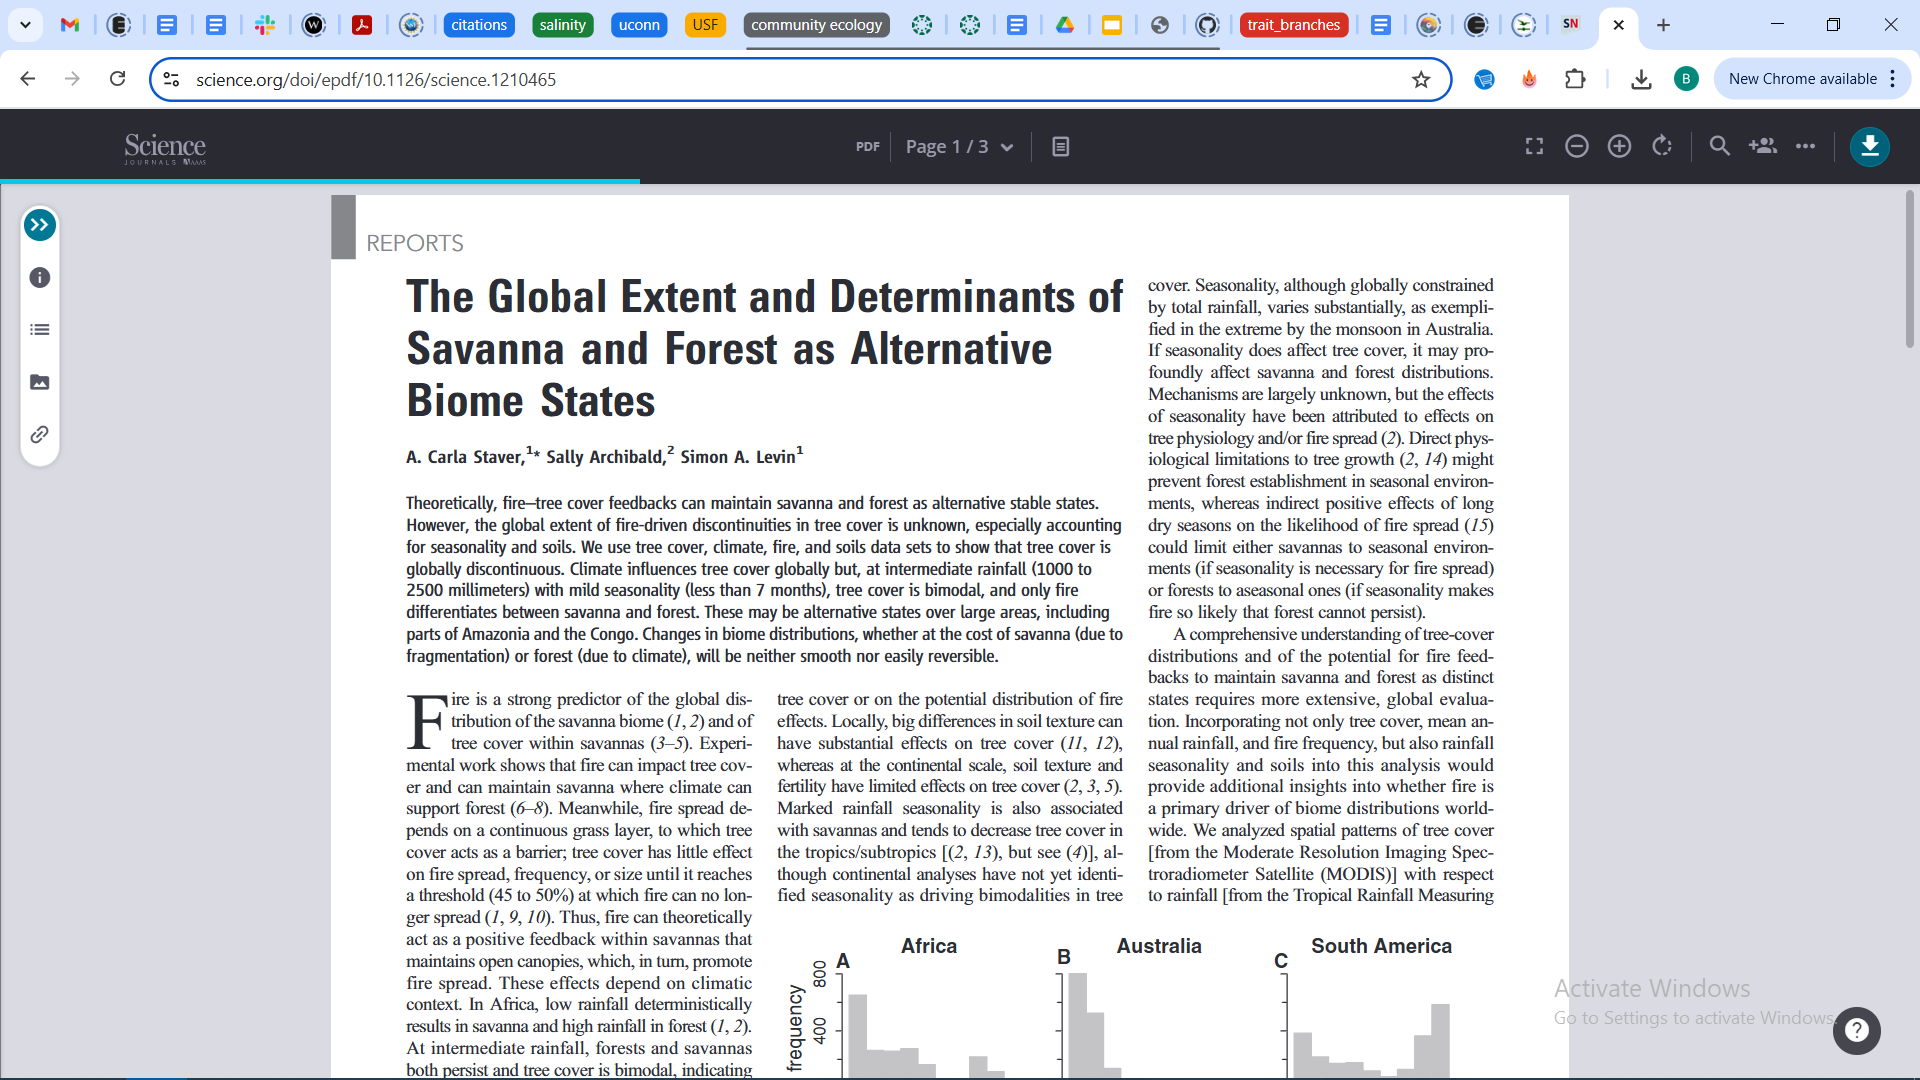 citations
salinity
uconn
USF
community ecology
trait_branches
SN
science.org/doi/epdf/10.1126/science.1210465
B
New Chrome available
Science
JOURNALS AAAS
PDF
Page 1 / 3
REPORTS
The Global Extent and Determinants of
Savanna and Forest as Alternative
Biome States
A. Carla Staver,1* Sally Archibald,2 Simon A. Levin1
Theoretically, fire–tree cover feedbacks can maintain savanna and forest as alternative stable states.
However, the global extent of fire-driven discontinuities in tree cover is unknown, especially accounting
for seasonality and soils. We use tree cover, climate, fire, and soils data sets to show that tree cover is
globally discontinuous. Climate influences tree cover globally but, at intermediate rainfall (1000 to
2500 millimeters) with mild seasonality (less than 7 months), tree cover is bimodal, and only fire
differentiates between savanna and forest. These may be alternative states over large areas, including
parts of Amazonia and the Congo. Changes in biome distributions, whether at the cost of savanna (due to
fragmentation) or forest (due to climate), will be neither smooth nor easily reversible.
Fire is a strong predictor of the global dis-
tribution of the savanna biome (1, 2) and of
tree cover within savannas (3–5). Experi-
mental work shows that fire can impact tree cov-
er and can maintain savanna where climate can
support forest (6–8). Meanwhile, fire spread de-
pends on a continuous grass layer, to which tree
cover acts as a barrier; tree cover has little effect
on fire spread, frequency, or size until it reaches
a threshold (45 to 50%) at which fire can no lon-
ger spread (1, 9, 10). Thus, fire can theoretically
act as a positive feedback within savannas that
maintains open canopies, which, in turn, promote
fire spread. These effects depend on climatic
context. In Africa, low rainfall deterministically
results in savanna and high rainfall in forest (1, 2).
At intermediate rainfall, forests and savannas
both persist and tree cover is bimodal, indicating
tree cover or on the potential distribution of fire
effects. Locally, big differences in soil texture can
have substantial effects on tree cover (11, 12),
whereas at the continental scale, soil texture and
fertility have limited effects on tree cover (2, 3, 5).
Marked rainfall seasonality is also associated
with savannas and tends to decrease tree cover in
the tropics/subtropics [(2, 13), but see (4)], al-
though continental analyses have not yet identi-
fied seasonality as driving bimodalities in tree
cover. Seasonality, although globally constrained
by total rainfall, varies substantially, as exempli-
fied in the extreme by the monsoon in Australia.
If seasonality does affect tree cover, it may pro-
foundly affect savanna and forest distributions.
Mechanisms are largely unknown, but the effects
of seasonality have been attributed to effects on
tree physiology and/or fire spread (2). Direct phys-
iological limitations to tree growth (2, 14) might
prevent forest establishment in seasonal environ-
ments, whereas indirect positive effects of long
dry seasons on the likelihood of fire spread (15)
could limit either savannas to seasonal environ-
ments (if seasonality is necessary for fire spread)
or forests to aseasonal ones (if seasonality makes
fire so likely that forest cannot persist).
A comprehensive understanding of tree-cover
distributions and of the potential for fire feed-
backs to maintain savanna and forest as distinct
states requires more extensive, global evalua-
tion. Incorporating not only tree cover, mean an-
nual rainfall, and fire frequency, but also rainfall
seasonality and soils into this analysis would
provide additional insights into whether fire is
a primary driver of biome distributions world-
wide. We analyzed spatial patterns of tree cover
[from the Moderate Resolution Imaging Spec-
troradiometer Satellite (MODIS)] with respect
to rainfall [from the Tropical Rainfall Measuring
A Africa
B Australia
C South America
frequency
800
400
Activate Windows
Go to Settings to activate Windows.